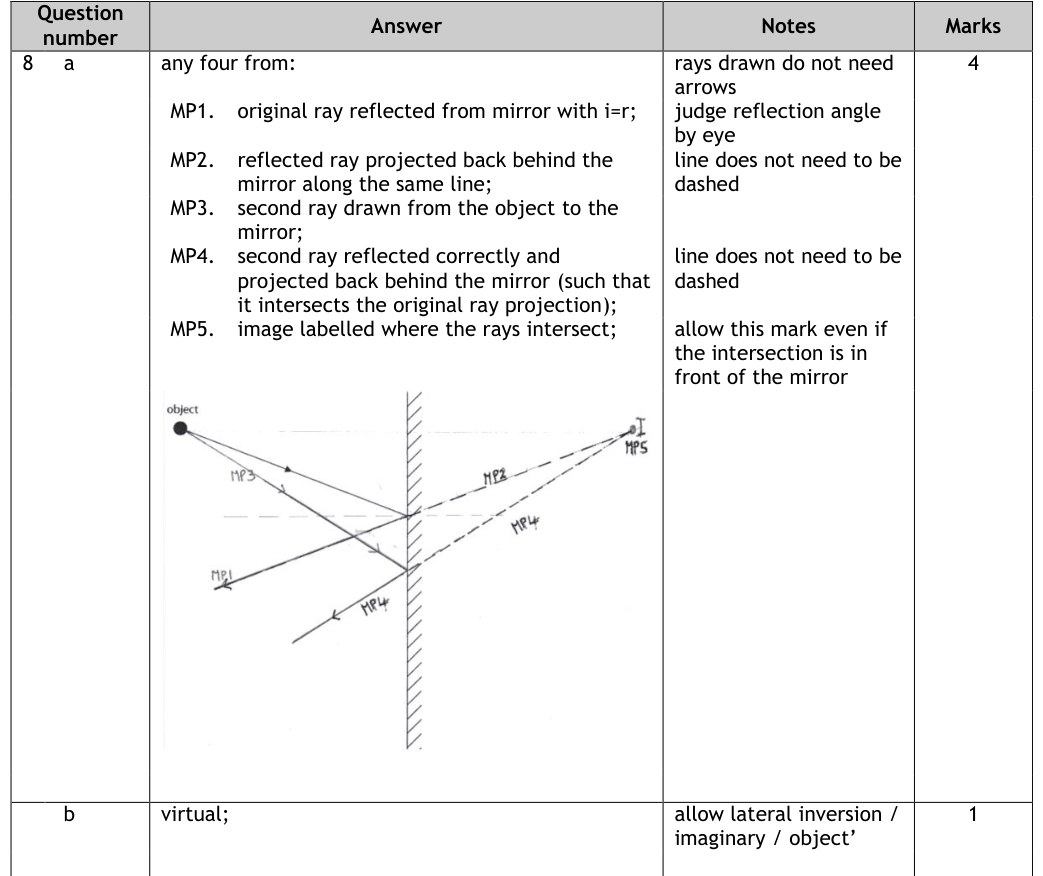 Question number Answer Notes Marks
8 a any four from: rays drawn do not need arrows 4
MP1. original ray reflected from mirror with i=r; judge reflection angle by eye
MP2. reflected ray projected back behind the mirror along the same line; line does not need to be dashed
MP3. second ray drawn from the object to the mirror;
MP4. second ray reflected correctly and projected back behind the mirror (such that it intersects the original ray projection); line does not need to be dashed
MP5. image labelled where the rays intersect; allow this mark even if the intersection is in front of the mirror
object
I
MP5
MP3
MP2
MP4
MP1
MP4
b virtual; allow lateral inversion / imaginary / object’ 1